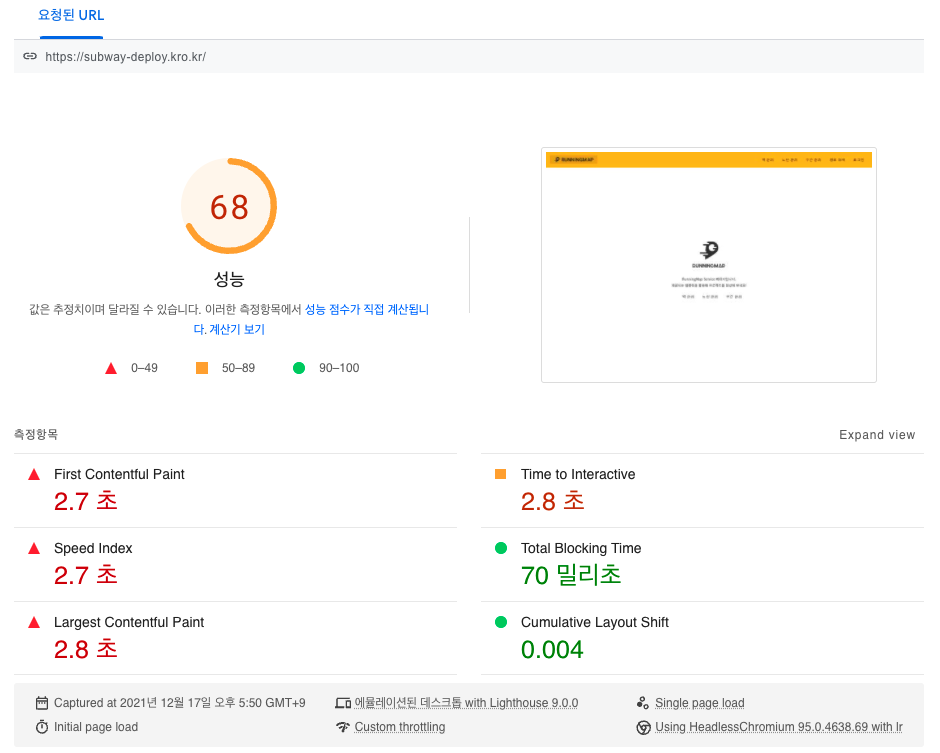 요청된 URL
https://subway-deploy.kro.kr/
RUNNINGMAP
68
성능
값은 추정치이며 달라질 수 있습니다. 이러한 측정항목에서 성능 점수가 직접 계산됩니
다. 계산기 보기
0–49
50–89
90–100
RUNNINGMAP
측정항목
Expand view
First Contentful Paint
2.7 초
Time to Interactive
2.8 초
Speed Index
2.7 초
Total Blocking Time
70 밀리초
Largest Contentful Paint
2.8 초
Cumulative Layout Shift
0.004
Captured at 2021년 12월 17일 오후 5:50 GMT+9
에뮬레이션된 데스크톱 with Lighthouse 9.0.0
Single page load
Initial page load
Custom throttling
Using HeadlessChromium 95.0.4638.69 with lr